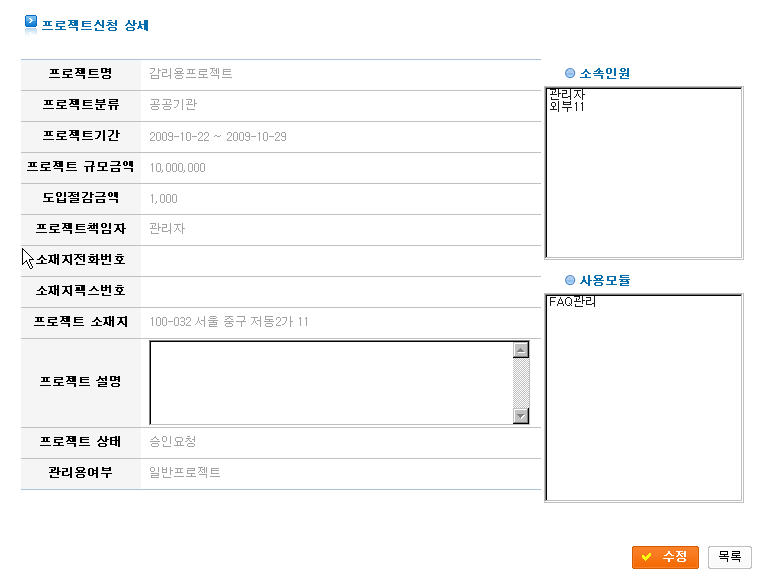 프로젝트신청 상세
프로젝트명 감리용프로젝트
프로젝트분류 공공기관
프로젝트기간 2009-10-22 ~ 2009-10-29
프로젝트 규모금액 10,000,000
도입절감금액 1,000
프로젝트책임자 관리자
소재지전화번호
소재지팩스번호
프로젝트 소재지 100-032 서울 중구 저동2가 11
프로젝트 설명
프로젝트 상태 승인요청
관리용여부 일반프로젝트
소속인원
관리자
외부11
사용모듈
FAQ관리
수정 목록